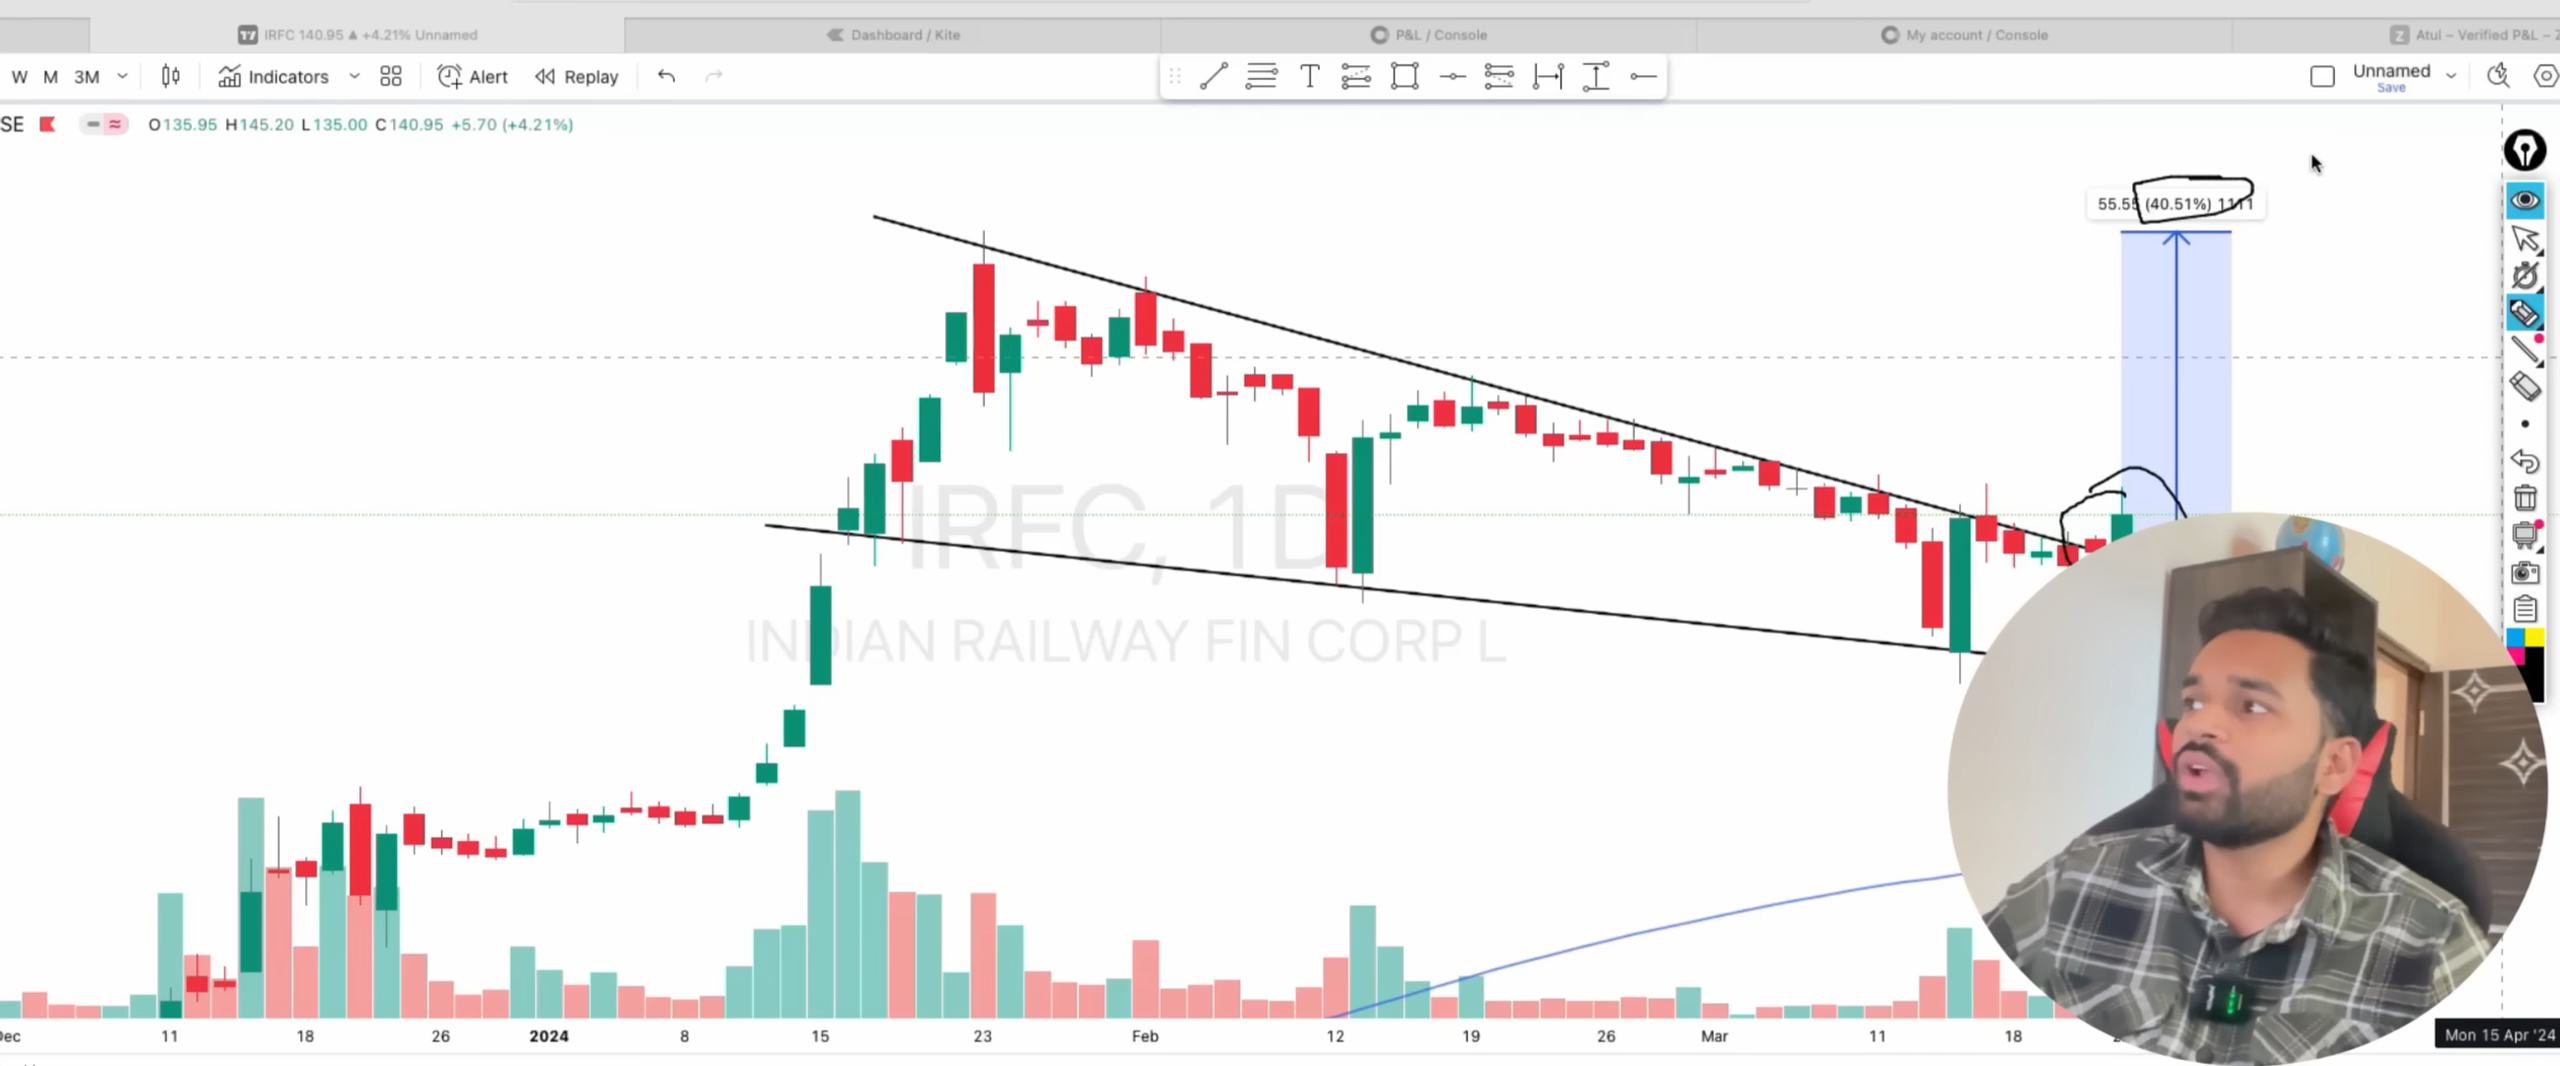 IRFC 140.95 ▲ +4.21% Unnamed
Dashboard / Kite
P&L / Console
My account / Console
Atul – Verified P&L –
W M 3M
Indicators
Alert
Replay
Unnamed
Save
SE
O135.95 H145.20 L135.00 C140.95 +5.70 (+4.21%)
55.55 (40.51%) 1111
IRFC, 1D
INDIAN RAILWAY FIN CORP L
Dec 11 18 26 2024 8 15 23 Feb 12 19 26 Mar 11 18
Mon 15 Apr '24